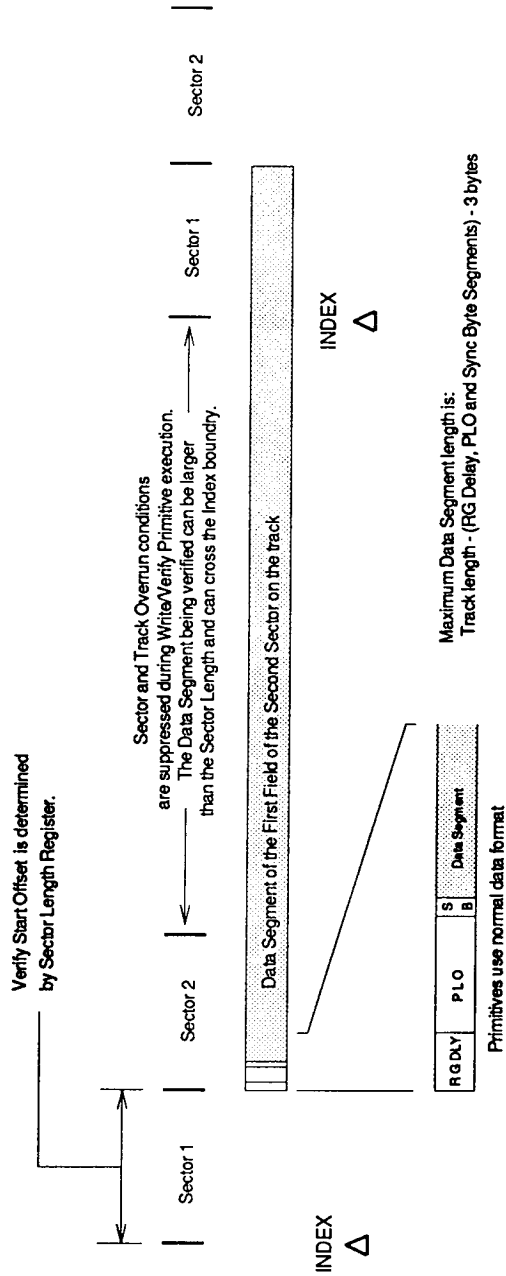 Verify Start Offset is determined
by Sector Length Register.
Sector and Track Overrun conditions
are suppressed during Write/Verify Primitive execution.
The Data Segment being verified can be larger
than the Sector Length and can cross the Index boundry.
Sector 1
Sector 2
Sector 1
Sector 2
Data Segment of the First Field of the Second Sector on the track
INDEX
INDEX
RG DLY
PLO
S
B
Data Segment
Primitives use normal data format
Maximum Data Segment length is:
Track length - (RG Delay, PLO and Sync Byte Segments) - 3 bytes